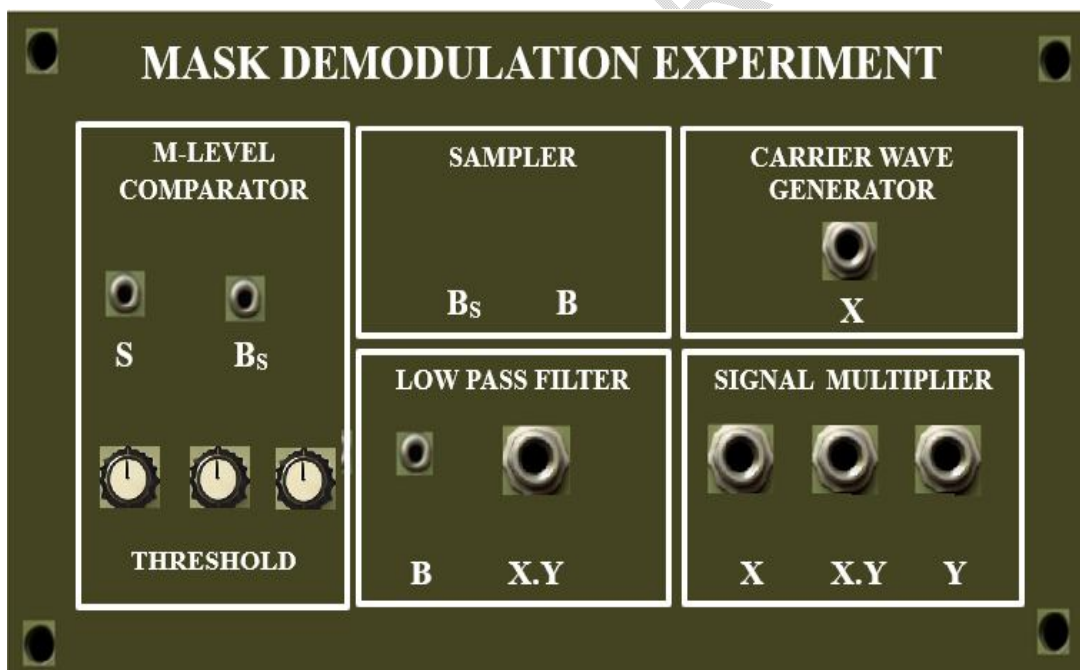 MASK DEMODULATION EXPERIMENT
M-LEVEL
COMPARATOR
S BS
THRESHOLD
SAMPLER
BS B
CARRIER WAVE
GENERATOR
X
LOW PASS FILTER
B X.Y
SIGNAL MULTIPLIER
X X.Y Y